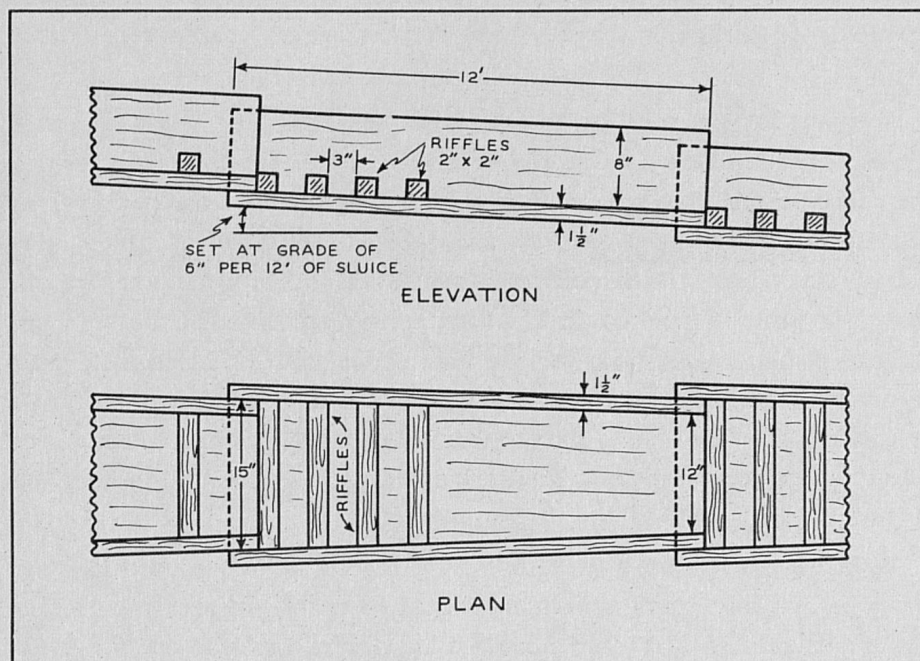 12'
RIFFLES
2" x 2"
3"
8"
1½"
SET AT GRADE OF
6" PER 12' OF SLUICE
ELEVATION
1½"
15"
RIFFLES
12"
PLAN